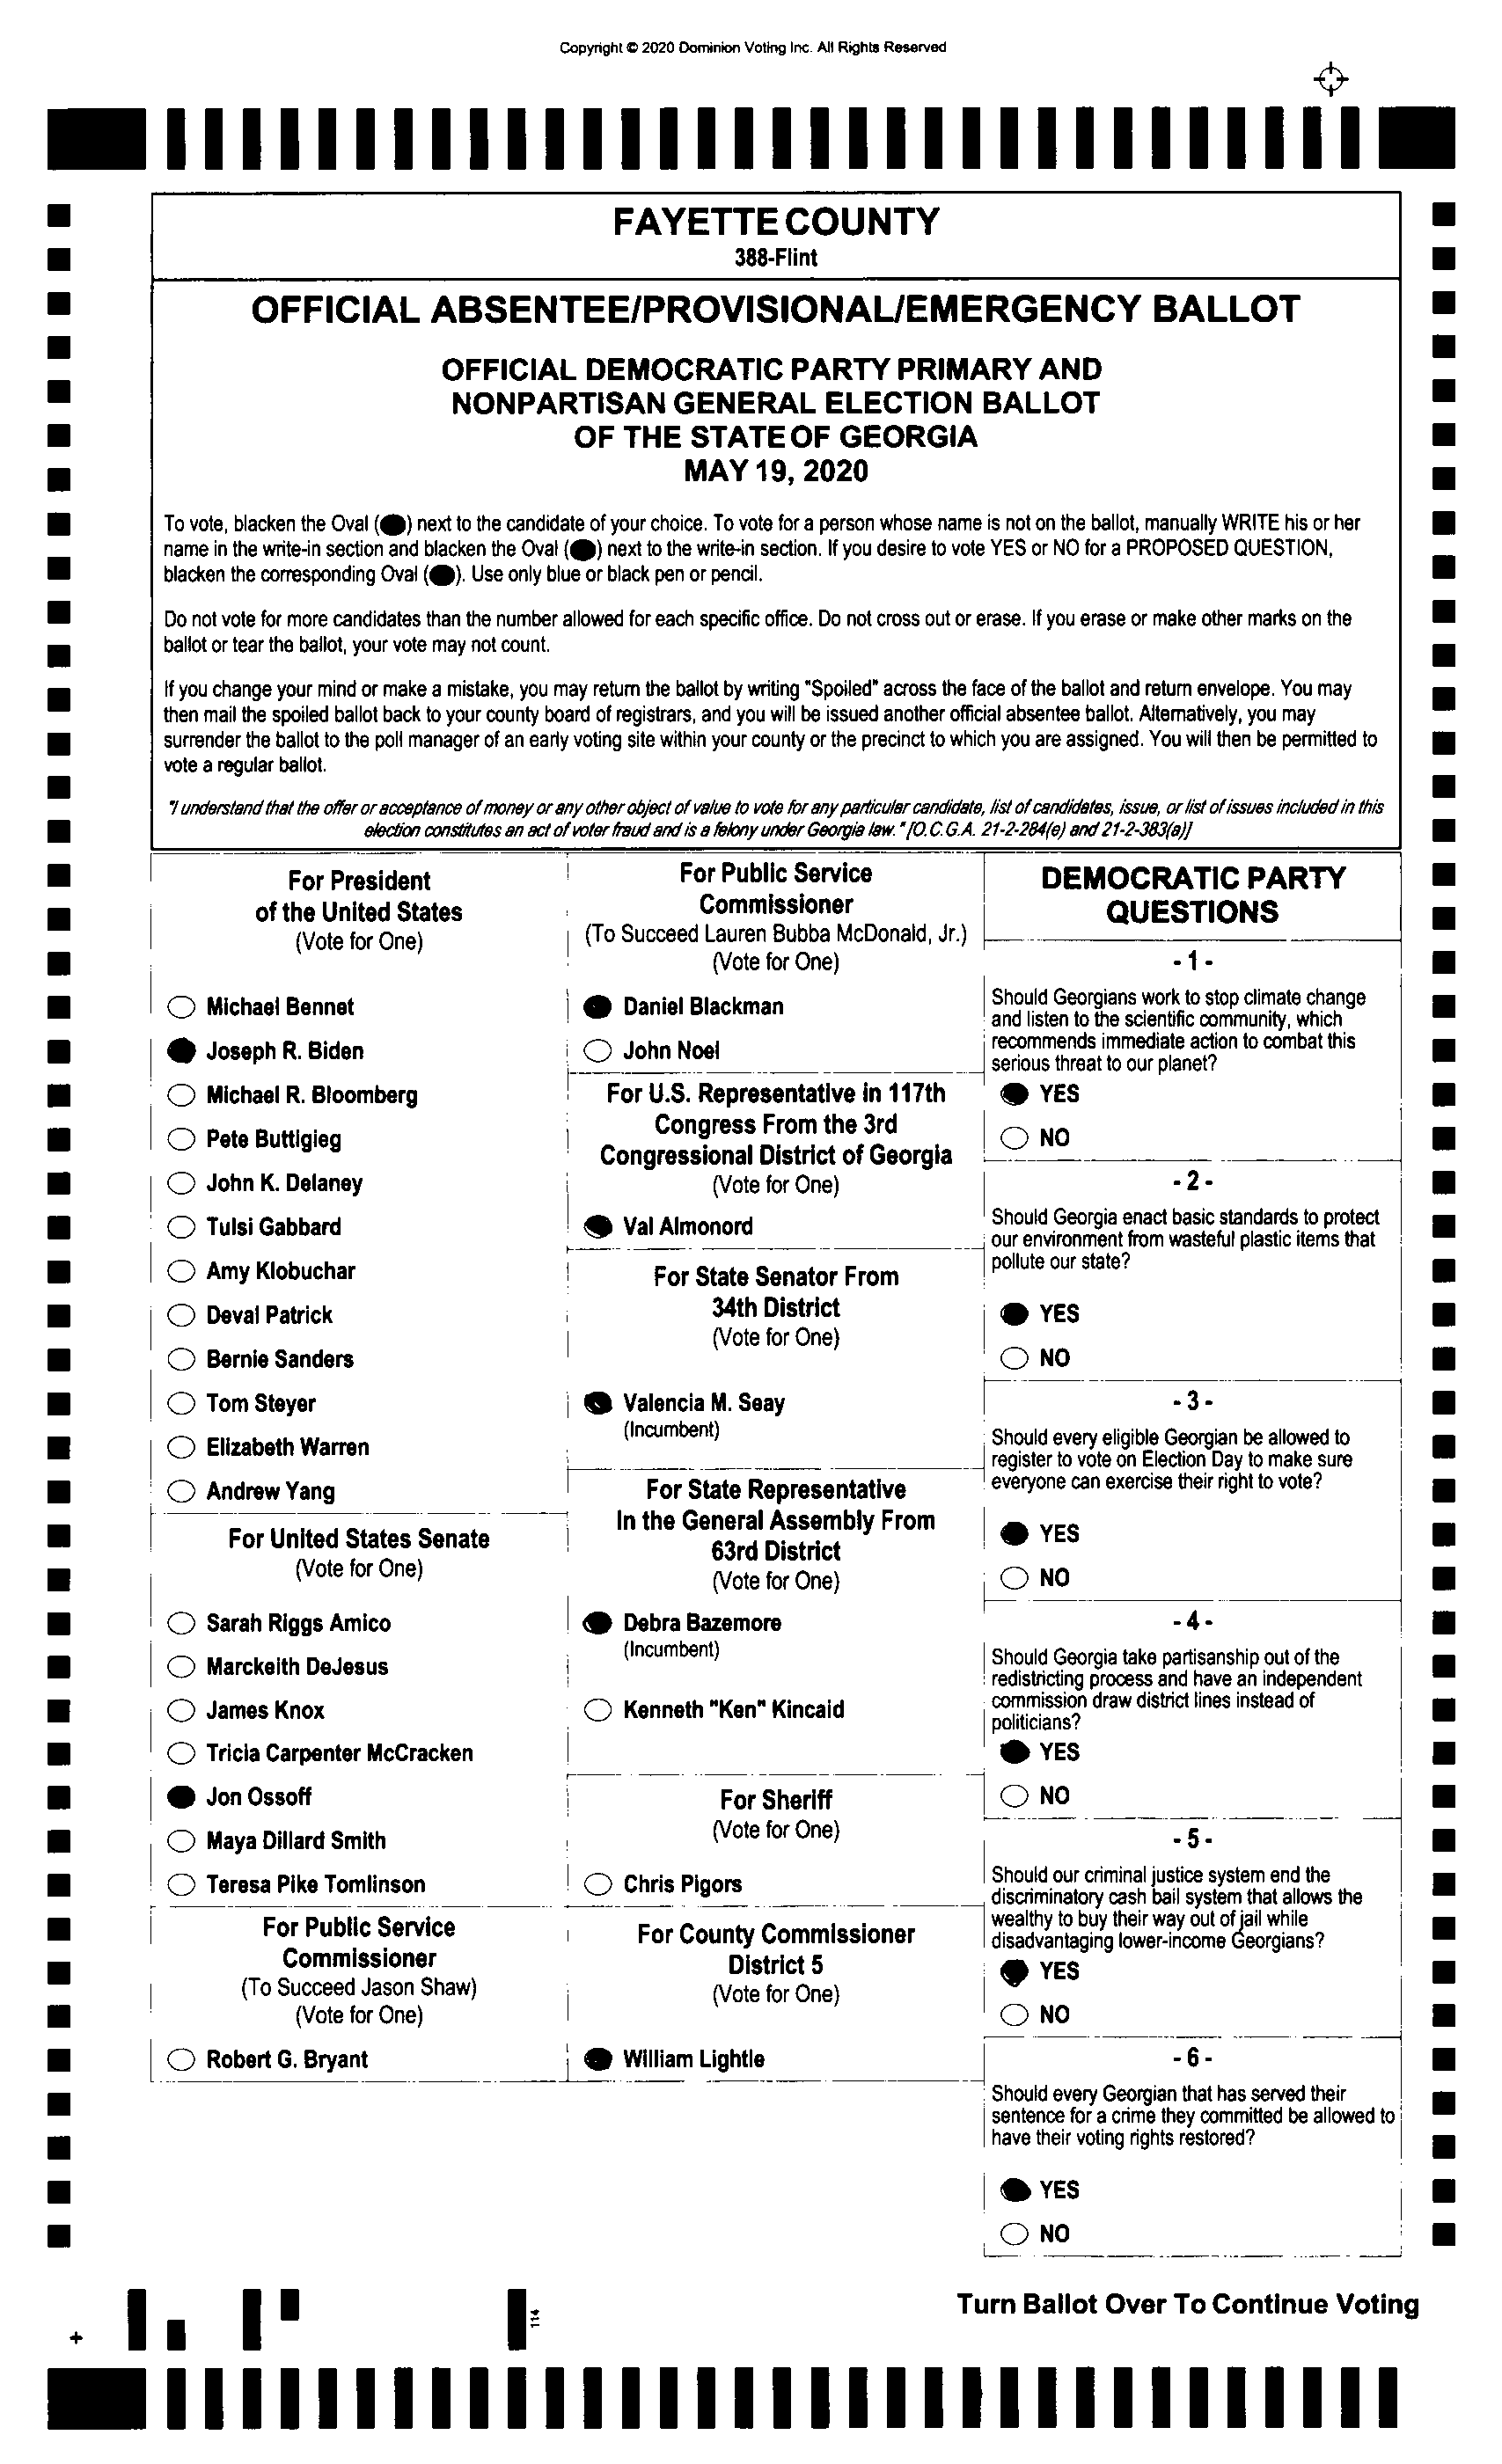 Copyright © 2020 Dominion Voting Inc. All Rights Reserved
FAYETTE COUNTY
388-Flint
OFFICIAL ABSENTEE/PROVISIONAL/EMERGENCY BALLOT
OFFICIAL DEMOCRATIC PARTY PRIMARY AND
NONPARTISAN GENERAL ELECTION BALLOT
OF THE STATE OF GEORGIA
MAY 19, 2020
To vote, blacken the Oval (●) next to the candidate of your choice. To vote for a person whose name is not on the ballot, manually WRITE his or her
name in the write-in section and blacken the Oval (●) next to the write-in section. If you desire to vote YES or NO for a PROPOSED QUESTION,
blacken the corresponding Oval (●). Use only blue or black pen or pencil.
Do not vote for more candidates than the number allowed for each specific office. Do not cross out or erase. If you erase or make other marks on the
ballot or tear the ballot, your vote may not count.
If you change your mind or make a mistake, you may return the ballot by writing "Spoiled" across the face of the ballot and return envelope. You may
then mail the spoiled ballot back to your county board of registrars, and you will be issued another official absentee ballot. Alternatively, you may
surrender the ballot to the poll manager of an early voting site within your county or the precinct to which you are assigned. You will then be permitted to
vote a regular ballot.
"I understand that the offer or acceptance of money or any other object of value to vote for any particular candidate, list of candidates, issue, or list of issues included in this
election constitutes an act of voter fraud and is a felony under Georgia law." [O.C.G.A. 21-2-284(e) and 21-2-383(a)]
For President
of the United States
(Vote for One)
Michael Bennet
Joseph R. Biden
Michael R. Bloomberg
Pete Buttigieg
John K. Delaney
Tulsi Gabbard
Amy Klobuchar
Deval Patrick
Bernie Sanders
Tom Steyer
Elizabeth Warren
Andrew Yang
For United States Senate
(Vote for One)
Sarah Riggs Amico
Marckeith DeJesus
James Knox
Tricia Carpenter McCracken
Jon Ossoff
Maya Dillard Smith
Teresa Pike Tomlinson
For Public Service
Commissioner
(To Succeed Jason Shaw)
(Vote for One)
Robert G. Bryant
For Public Service
Commissioner
(To Succeed Lauren Bubba McDonald, Jr.)
(Vote for One)
Daniel Blackman
John Noel
For U.S. Representative in 117th
Congress From the 3rd
Congressional District of Georgia
(Vote for One)
Val Almonord
For State Senator From
34th District
(Vote for One)
Valencia M. Seay
(Incumbent)
For State Representative
In the General Assembly From
63rd District
(Vote for One)
Debra Bazemore
(Incumbent)
Kenneth "Ken" Kincaid
For Sheriff
(Vote for One)
Chris Pigors
For County Commissioner
District 5
(Vote for One)
William Lightle
DEMOCRATIC PARTY
QUESTIONS
- 1 -
Should Georgians work to stop climate change
and listen to the scientific community, which
recommends immediate action to combat this
serious threat to our planet?
YES
NO
- 2 -
Should Georgia enact basic standards to protect
our environment from wasteful plastic items that
pollute our state?
YES
NO
- 3 -
Should every eligible Georgian be allowed to
register to vote on Election Day to make sure
everyone can exercise their right to vote?
YES
NO
- 4 -
Should Georgia take partisanship out of the
redistricting process and have an independent
commission draw district lines instead of
politicians?
YES
NO
- 5 -
Should our criminal justice system end the
discriminatory cash bail system that allows the
wealthy to buy their way out of jail while
disadvantaging lower-income Georgians?
YES
NO
- 6 -
Should every Georgian that has served their
sentence for a crime they committed be allowed to
have their voting rights restored?
YES
NO
Turn Ballot Over To Continue Voting
114